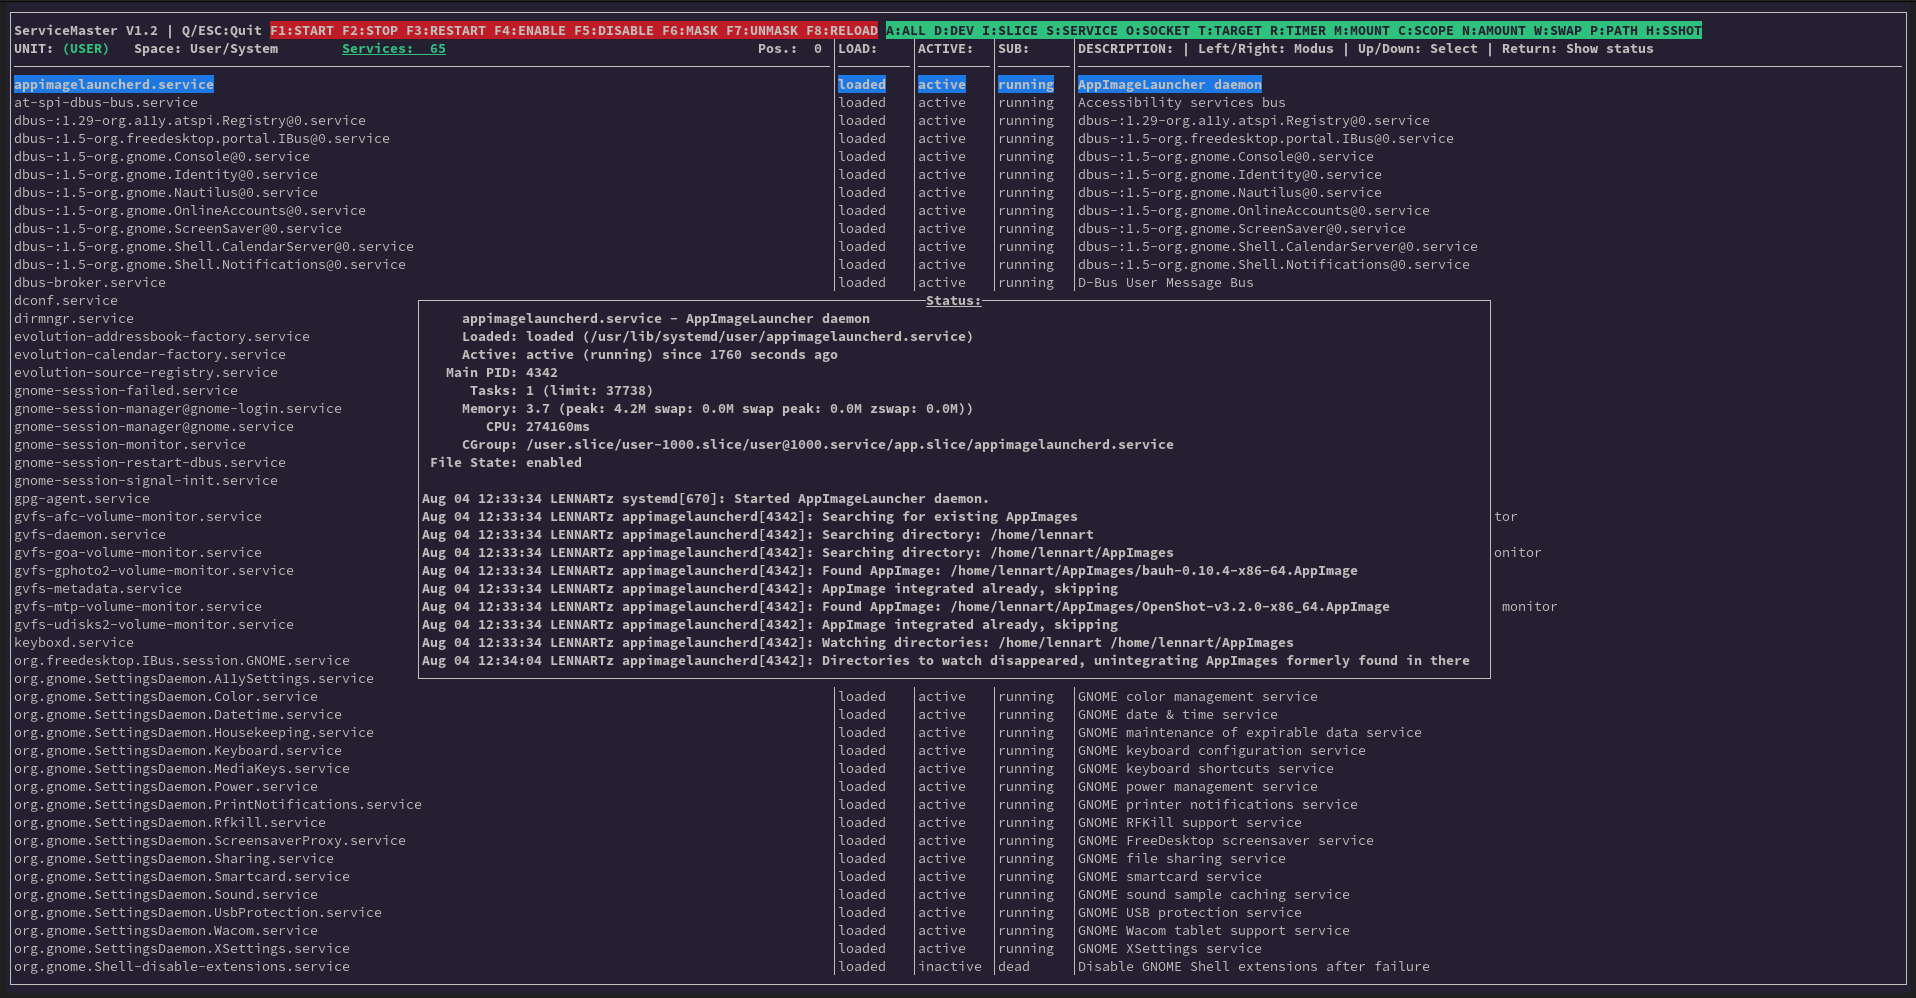 ServiceMaster V1.2 | Q/ESC:Quit F1:START F2:STOP F3:RESTART F4:ENABLE F5:DISABLE F6:MASK F7:UNMASK F8:RELOAD A:ALL D:DEV I:SLICE S:SERVICE O:SOCKET T:TARGET R:TIMER M:MOUNT C:SCOPE N:AMOUNT W:SWAP P:PATH H:SSHOT
UNIT: (USER) Space: User/System Services: 65 Pos.: 0 LOAD: ACTIVE: SUB: DESCRIPTION: | Left/Right: Modus | Up/Down: Select | Return: Show status
appimagelauncherd.service loaded active running AppImageLauncher daemon
at-spi-dbus-bus.service loaded active running Accessibility services bus
dbus-:1.29-org.a11y.atspi.Registry@0.service loaded active running dbus-:1.29-org.a11y.atspi.Registry@0.service
dbus-:1.5-org.freedesktop.portal.IBus@0.service loaded active running dbus-:1.5-org.freedesktop.portal.IBus@0.service
dbus-:1.5-org.gnome.Console@0.service loaded active running dbus-:1.5-org.gnome.Console@0.service
dbus-:1.5-org.gnome.Identity@0.service loaded active running dbus-:1.5-org.gnome.Identity@0.service
dbus-:1.5-org.gnome.Nautilus@0.service loaded active running dbus-:1.5-org.gnome.Nautilus@0.service
dbus-:1.5-org.gnome.OnlineAccounts@0.service loaded active running dbus-:1.5-org.gnome.OnlineAccounts@0.service
dbus-:1.5-org.gnome.ScreenSaver@0.service loaded active running dbus-:1.5-org.gnome.ScreenSaver@0.service
dbus-:1.5-org.gnome.Shell.CalendarServer@0.service loaded active running dbus-:1.5-org.gnome.Shell.CalendarServer@0.service
dbus-:1.5-org.gnome.Shell.Notifications@0.service loaded active running dbus-:1.5-org.gnome.Shell.Notifications@0.service
dbus-broker.service loaded active running D-Bus User Message Bus
dconf.service Status:
dirmngr.service appimagelauncherd.service - AppImageLauncher daemon
evolution-addressbook-factory.service Loaded: loaded (/usr/lib/systemd/user/appimagelauncherd.service)
evolution-calendar-factory.service Active: active (running) since 1760 seconds ago
evolution-source-registry.service Main PID: 4342
gnome-session-failed.service Tasks: 1 (limit: 37738)
gnome-session-manager@gnome-login.service Memory: 3.7 (peak: 4.2M swap: 0.0M swap peak: 0.0M zswap: 0.0M))
gnome-session-manager@gnome.service CPU: 274160ms
gnome-session-monitor.service CGroup: /user.slice/user-1000.slice/user@1000.service/app.slice/appimagelauncherd.service
gnome-session-restart-dbus.service File State: enabled
gnome-session-signal-init.service
gpg-agent.service Aug 04 12:33:34 LENNARTz systemd[670]: Started AppImageLauncher daemon.
gvfs-afc-volume-monitor.service Aug 04 12:33:34 LENNARTz appimagelauncherd[4342]: Searching for existing AppImages tor
gvfs-daemon.service Aug 04 12:33:34 LENNARTz appimagelauncherd[4342]: Searching directory: /home/lennart
gvfs-goa-volume-monitor.service Aug 04 12:33:34 LENNARTz appimagelauncherd[4342]: Searching directory: /home/lennart/AppImages onitor
gvfs-gphoto2-volume-monitor.service Aug 04 12:33:34 LENNARTz appimagelauncherd[4342]: Found AppImage: /home/lennart/AppImages/bauh-0.10.4-x86-64.AppImage
gvfs-metadata.service Aug 04 12:33:34 LENNARTz appimagelauncherd[4342]: AppImage integrated already, skipping
gvfs-mtp-volume-monitor.service Aug 04 12:33:34 LENNARTz appimagelauncherd[4342]: Found AppImage: /home/lennart/AppImages/OpenShot-v3.2.0-x86_64.AppImage monitor
gvfs-udisks2-volume-monitor.service Aug 04 12:33:34 LENNARTz appimagelauncherd[4342]: AppImage integrated already, skipping
keyboxd.service Aug 04 12:33:34 LENNARTz appimagelauncherd[4342]: Watching directories: /home/lennart /home/lennart/AppImages
org.freedesktop.IBus.session.GNOME.service Aug 04 12:34:04 LENNARTz appimagelauncherd[4342]: Directories to watch disappeared, unintegrating AppImages formerly found in there
org.gnome.SettingsDaemon.A11ySettings.service
org.gnome.SettingsDaemon.Color.service loaded active running GNOME color management service
org.gnome.SettingsDaemon.Datetime.service loaded active running GNOME date & time service
org.gnome.SettingsDaemon.Housekeeping.service loaded active running GNOME maintenance of expirable data service
org.gnome.SettingsDaemon.Keyboard.service loaded active running GNOME keyboard configuration service
org.gnome.SettingsDaemon.MediaKeys.service loaded active running GNOME keyboard shortcuts service
org.gnome.SettingsDaemon.Power.service loaded active running GNOME power management service
org.gnome.SettingsDaemon.PrintNotifications.service loaded active running GNOME printer notifications service
org.gnome.SettingsDaemon.Rfkill.service loaded active running GNOME RFKill support service
org.gnome.SettingsDaemon.ScreensaverProxy.service loaded active running GNOME FreeDesktop screensaver service
org.gnome.SettingsDaemon.Sharing.service loaded active running GNOME file sharing service
org.gnome.SettingsDaemon.Smartcard.service loaded active running GNOME smartcard service
org.gnome.SettingsDaemon.Sound.service loaded active running GNOME sound sample caching service
org.gnome.SettingsDaemon.UsbProtection.service loaded active running GNOME USB protection service
org.gnome.SettingsDaemon.Wacom.service loaded active running GNOME Wacom tablet support service
org.gnome.SettingsDaemon.XSettings.service loaded active running GNOME XSettings service
org.gnome.Shell-disable-extensions.service loaded inactive dead Disable GNOME Shell extensions after failure